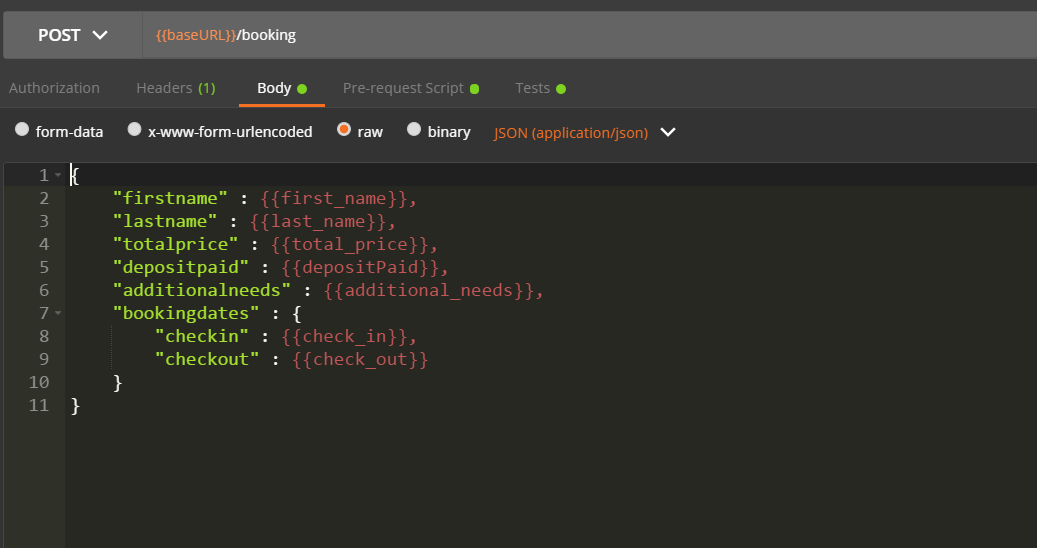 POST {{baseURL}}/booking
Authorization Headers (1) Body Pre-request Script Tests
form-data x-www-form-urlencoded raw binary JSON (application/json)
1 {
2 "firstname" : {{first_name}},
3 "lastname" : {{last_name}},
4 "totalprice" : {{total_price}},
5 "depositpaid" : {{depositPaid}},
6 "additionalneeds" : {{additional_needs}},
7 "bookingdates" : {
8 "checkin" : {{check_in}},
9 "checkout" : {{check_out}}
10 }
11 }